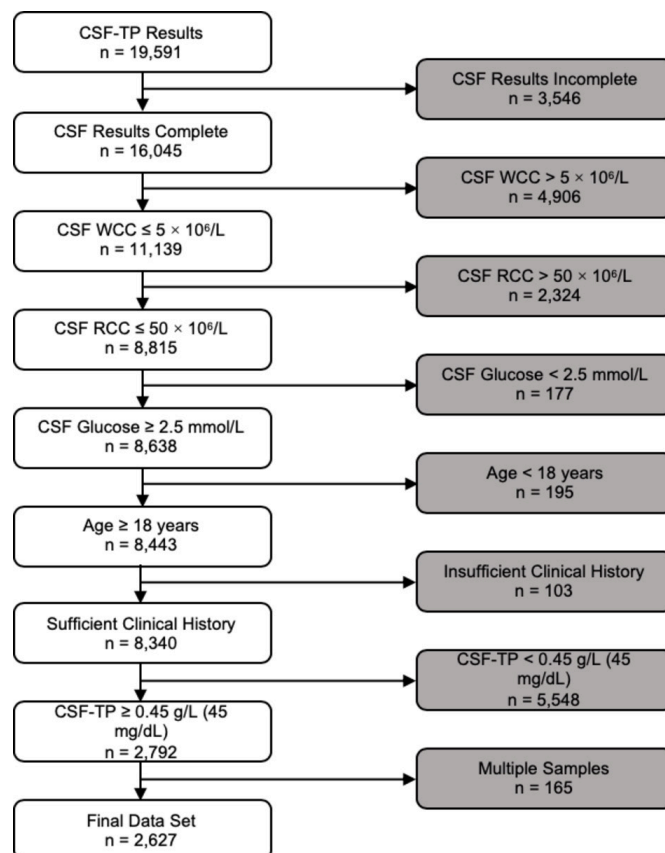 CSF-TP Results
n = 19,591
CSF Results Incomplete
n = 3,546
CSF Results Complete
n = 16,045
CSF WCC > 5 × 10⁶/L
n = 4,906
CSF WCC ≤ 5 × 10⁶/L
n = 11,139
CSF RCC > 50 × 10⁶/L
n = 2,324
CSF RCC ≤ 50 × 10⁶/L
n = 8,815
CSF Glucose < 2.5 mmol/L
n = 177
CSF Glucose ≥ 2.5 mmol/L
n = 8,638
Age < 18 years
n = 195
Age ≥ 18 years
n = 8,443
Insufficient Clinical History
n = 103
Sufficient Clinical History
n = 8,340
CSF-TP < 0.45 g/L (45
mg/dL)
n = 5,548
CSF-TP ≥ 0.45 g/L (45
mg/dL)
n = 2,792
Multiple Samples
n = 165
Final Data Set
n = 2,627